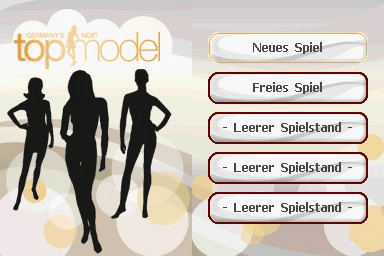 GERMANY'S NEXT
topmodel
Neues Spiel
Freies Spiel
- Leerer Spielstand -
- Leerer Spielstand -
- Leerer Spielstand -